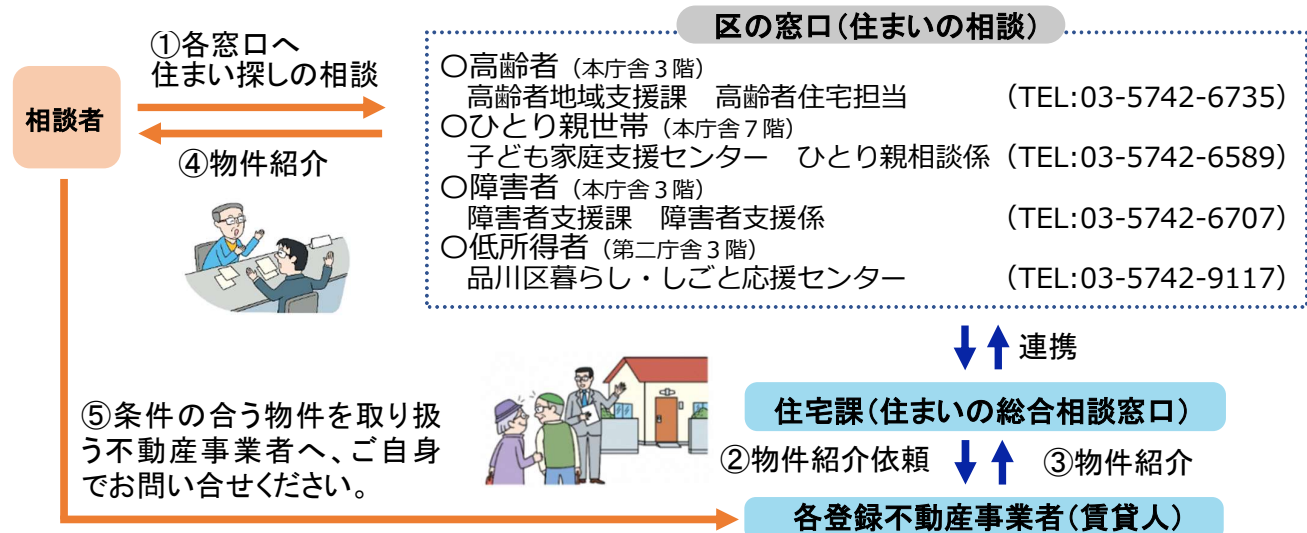 区の窓口(住まいの相談)
①各窓口へ
住まい探しの相談
相談者
④物件紹介
○高齢者（本庁舎３階）
高齢者地域支援課　高齢者住宅担当　（TEL:03-5742-6735）
○ひとり親世帯（本庁舎７階）
子ども家庭支援センター　ひとり親相談係（TEL:03-5742-6589）
○障害者（本庁舎３階）
障害者支援課　障害者支援係　（TEL:03-5742-6707）
○低所得者（第二庁舎３階）
品川区暮らし・しごと応援センター　（TEL:03-5742-9117）
連携
住宅課(住まいの総合相談窓口)
②物件紹介依頼
③物件紹介
各登録不動産事業者(賃貸人)
⑤条件の合う物件を取り扱
う不動産事業者へ、ご自身
でお問い合せください。